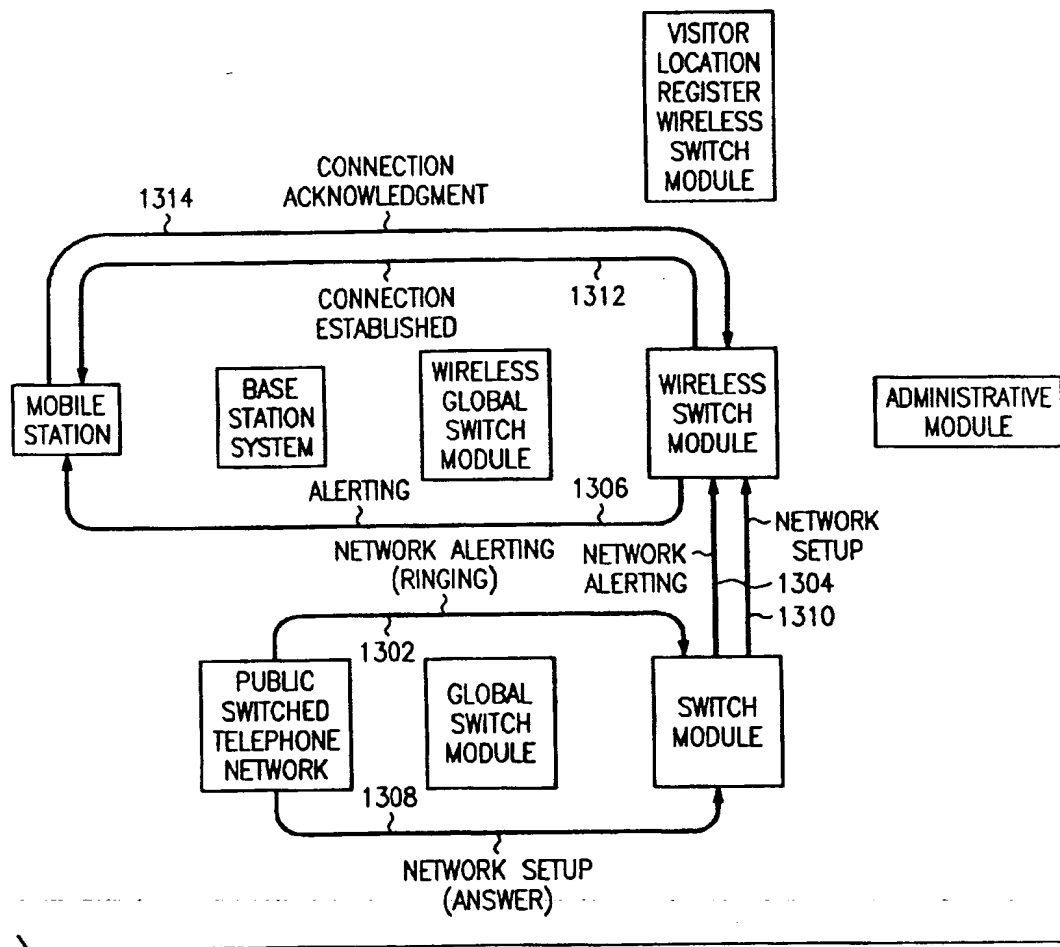 VISITOR
LOCATION
REGISTER
WIRELESS
SWITCH
MODULE
CONNECTION
ACKNOWLEDGMENT
1314
1312
CONNECTION
ESTABLISHED
MOBILE
STATION
BASE
STATION
SYSTEM
WIRELESS
GLOBAL
SWITCH
MODULE
WIRELESS
SWITCH
MODULE
ADMINISTRATIVE
MODULE
ALERTING
1306
NETWORK ALERTING
(RINGING)
NETWORK
ALERTING
NETWORK
SETUP
1304
1310
1302
PUBLIC
SWITCHED
TELEPHONE
NETWORK
GLOBAL
SWITCH
MODULE
SWITCH
MODULE
1308
NETWORK SETUP
(ANSWER)